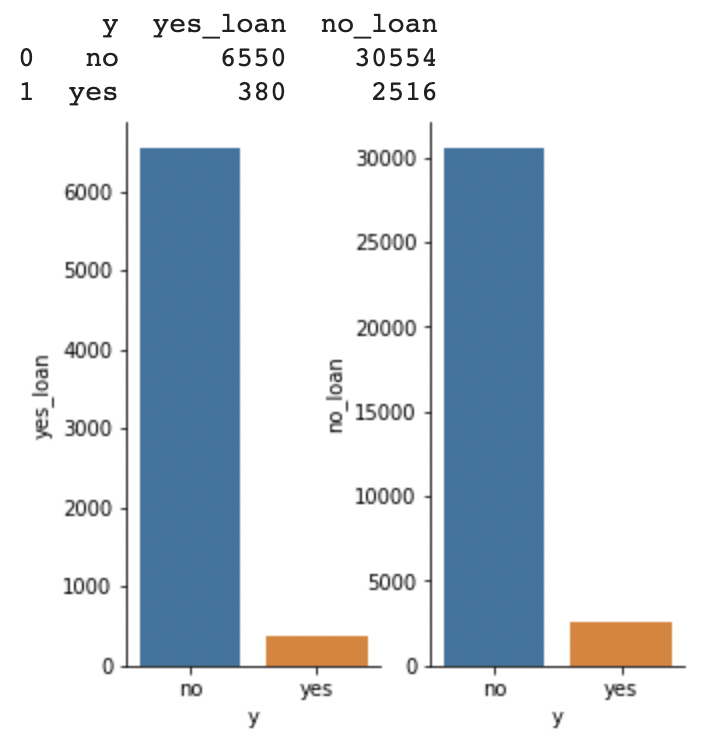 y yes_loan no_loan
0 no 6550 30554
1 yes 380 2516
6000
5000
4000
3000
2000
1000
0
yes_loan
no yes
y
30000
25000
20000
15000
10000
5000
0
no_loan
no yes
y